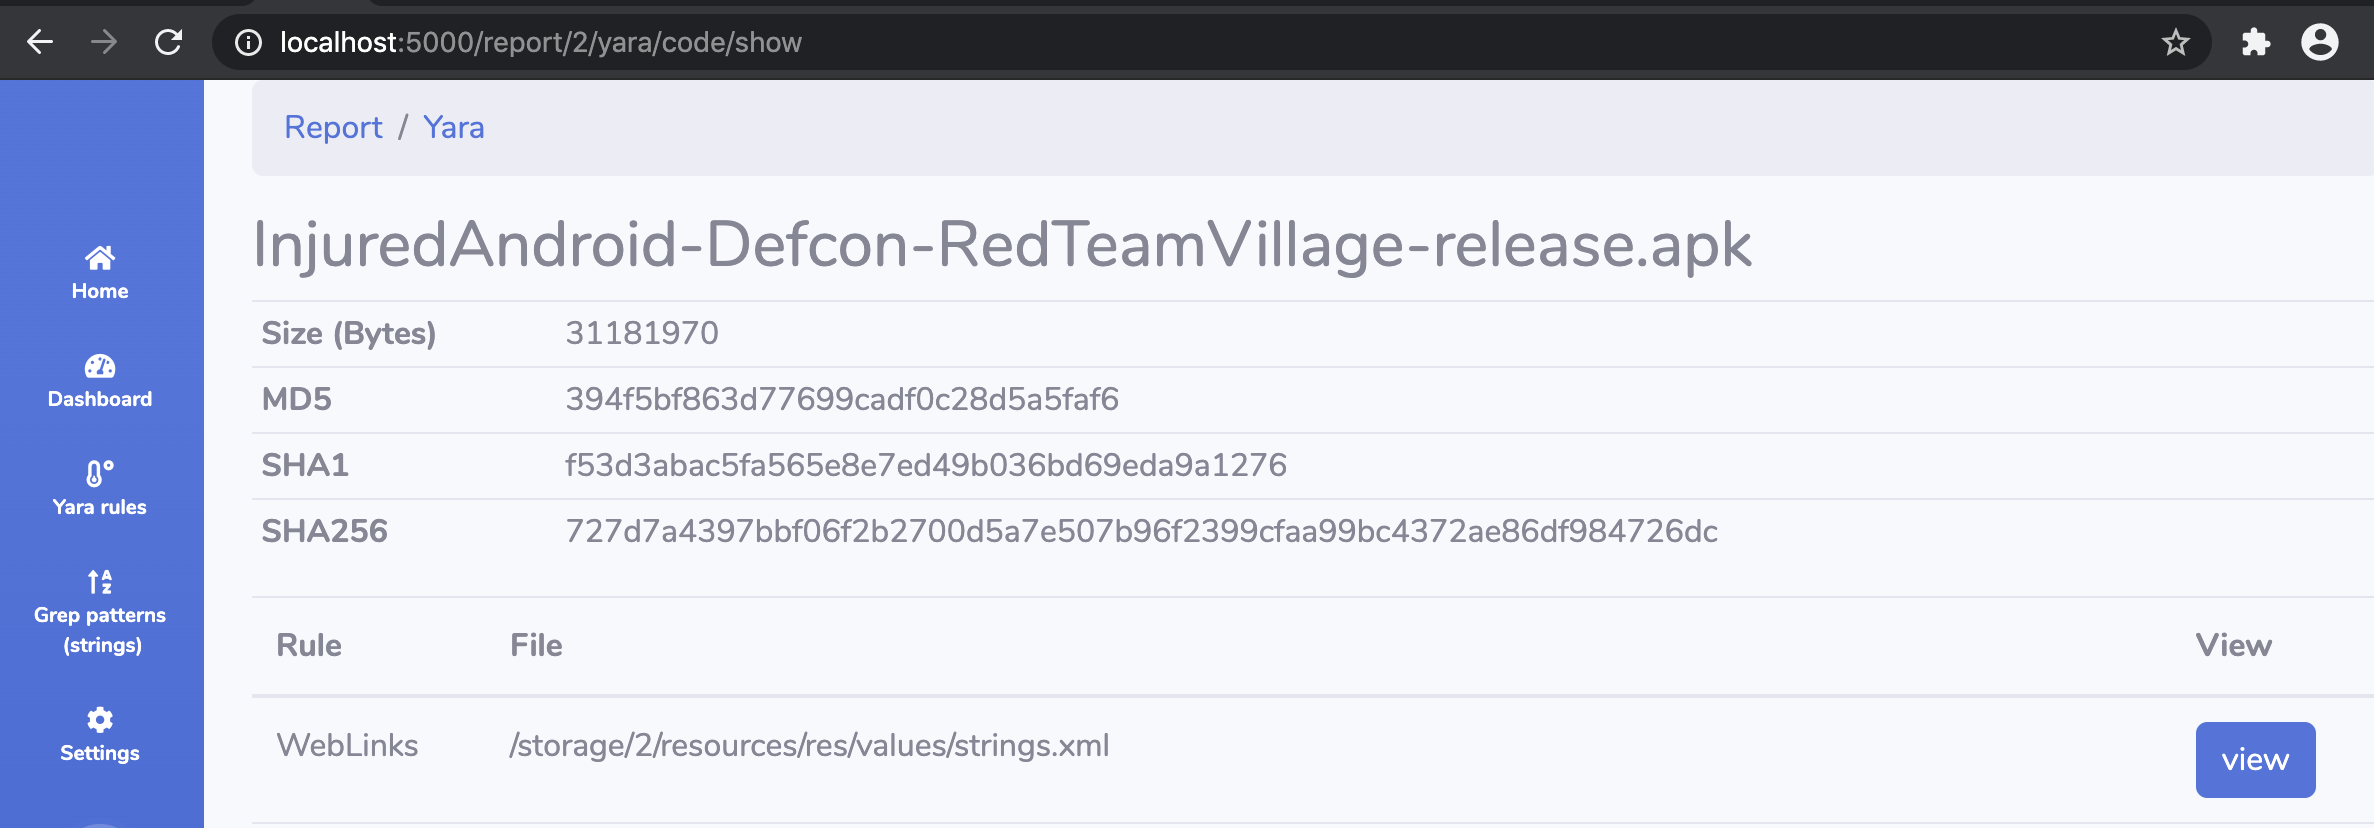 localhost:5000/report/2/yara/code/show
Report / Yara
InjuredAndroid-Defcon-RedTeamVillage-release.apk
Size (Bytes) 31181970
MD5 394f5bf863d77699cadf0c28d5a5faf6
SHA1 f53d3abac5fa565e8e7ed49b036bd69eda9a1276
SHA256 727d7a4397bbf06f2b2700d5a7e507b96f2399cfaa99bc4372ae86df984726dc
Rule File View
WebLinks /storage/2/resources/res/values/strings.xml view
Home
Dashboard
Yara rules
Grep patterns
(strings)
Settings